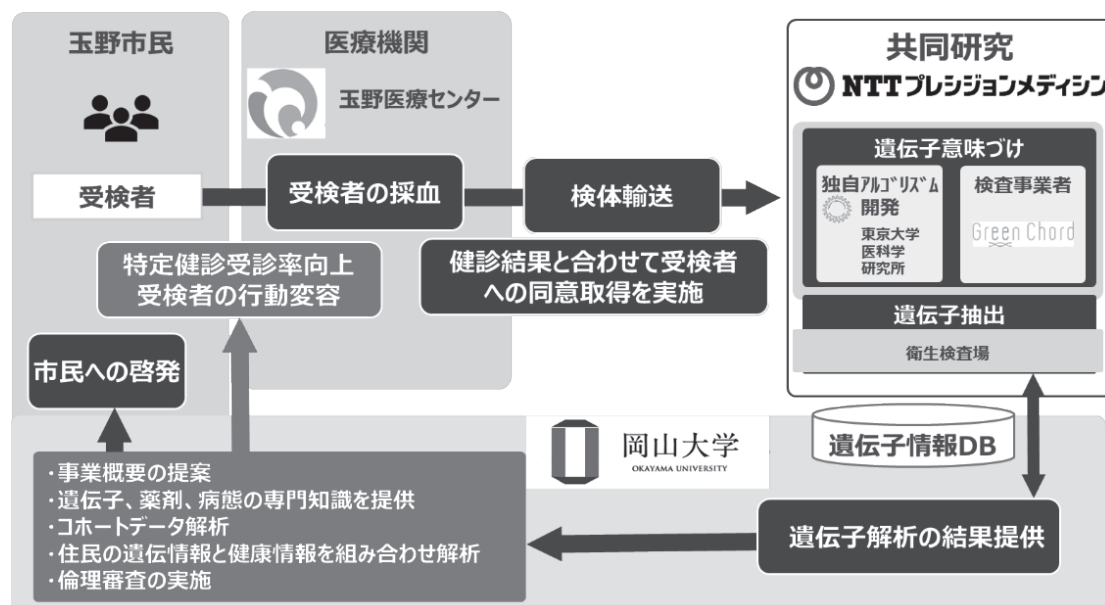 玉野市民
医療機関
玉野医療センター
共同研究
NTTプレシジョンメディシン
遺伝子意味づけ
独自ｱﾙｺﾞﾘｽﾞﾑ
開発
東京大学
医科学
研究所
検査事業者
Green Chord
受検者
受検者の採血
検体輸送
特定健診受診率向上
受検者の行動変容
健診結果と合わせて受検者
への同意取得を実施
遺伝子抽出
衛生検査場
市民への啓発
岡山大学
OKAYAMA UNIVERSITY
遺伝子情報DB
・事業概要の提案
・遺伝子、薬剤、病態の専門知識を提供
・コホートデータ解析
・住民の遺伝情報と健康情報を組み合わせ解析
・倫理審査の実施
遺伝子解析の結果提供